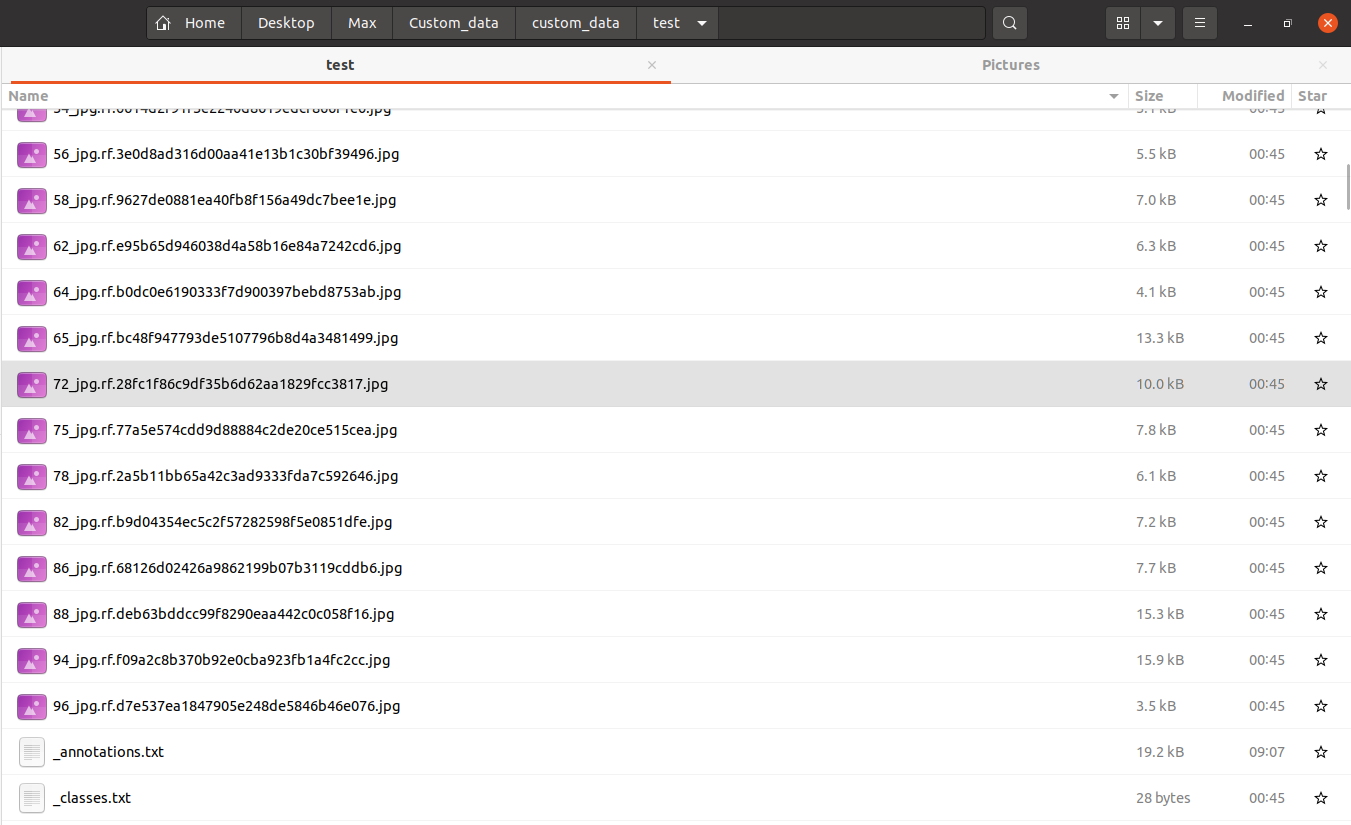 Home Desktop Max Custom_data custom_data test
test Pictures
Name Size Modified Star
56_jpg.rf.3e0d8ad316d00aa41e13b1c30bf39496.jpg 5.5 kB 00:45
58_jpg.rf.9627de0881ea40fb8f156a49dc7bee1e.jpg 7.0 kB 00:45
62_jpg.rf.e95b65d946038d4a58b16e84a7242cd6.jpg 6.3 kB 00:45
64_jpg.rf.b0dc0e6190333f7d900397bebd8753ab.jpg 4.1 kB 00:45
65_jpg.rf.bc48f947793de5107796b8d4a3481499.jpg 13.3 kB 00:45
72_jpg.rf.28fc1f86c9df35b6d62aa1829fcc3817.jpg 10.0 kB 00:45
75_jpg.rf.77a5e574cdd9d88884c2de20ce515cea.jpg 7.8 kB 00:45
78_jpg.rf.2a5b11bb65a42c3ad9333fda7c592646.jpg 6.1 kB 00:45
82_jpg.rf.b9d04354ec5c2f57282598f5e0851dfe.jpg 7.2 kB 00:45
86_jpg.rf.68126d02426a9862199b07b3119cddb6.jpg 7.7 kB 00:45
88_jpg.rf.deb63bddcc99f8290eaa442c0c058f16.jpg 15.3 kB 00:45
94_jpg.rf.f09a2c8b370b92e0cba923fb1a4fc2cc.jpg 15.9 kB 00:45
96_jpg.rf.d7e537ea1847905e248de5846b46e076.jpg 3.5 kB 00:45
_annotations.txt 19.2 kB 09:07
_classes.txt 28 bytes 00:45